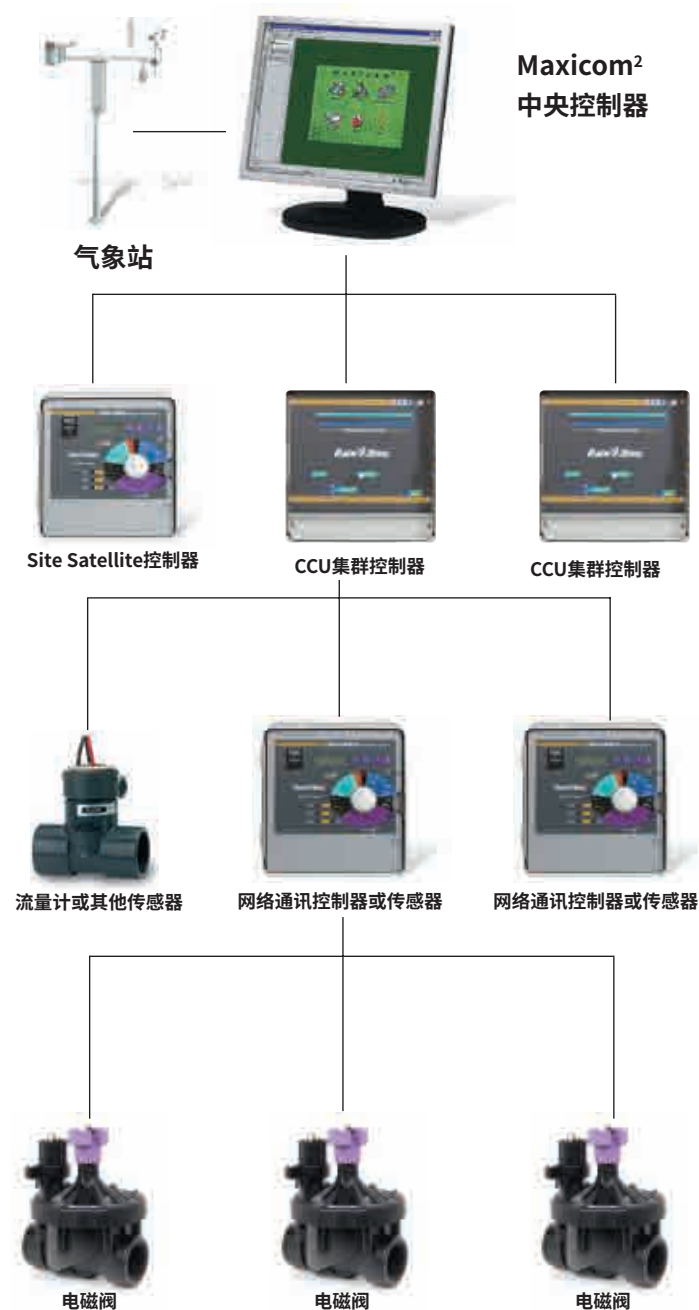 Maxicom²
中央控制器
气象站
Site Satellite控制器
CCU集群控制器
CCU集群控制器
流量计或其他传感器
网络通讯控制器或传感器
网络通讯控制器或传感器
电磁阀
电磁阀
电磁阀